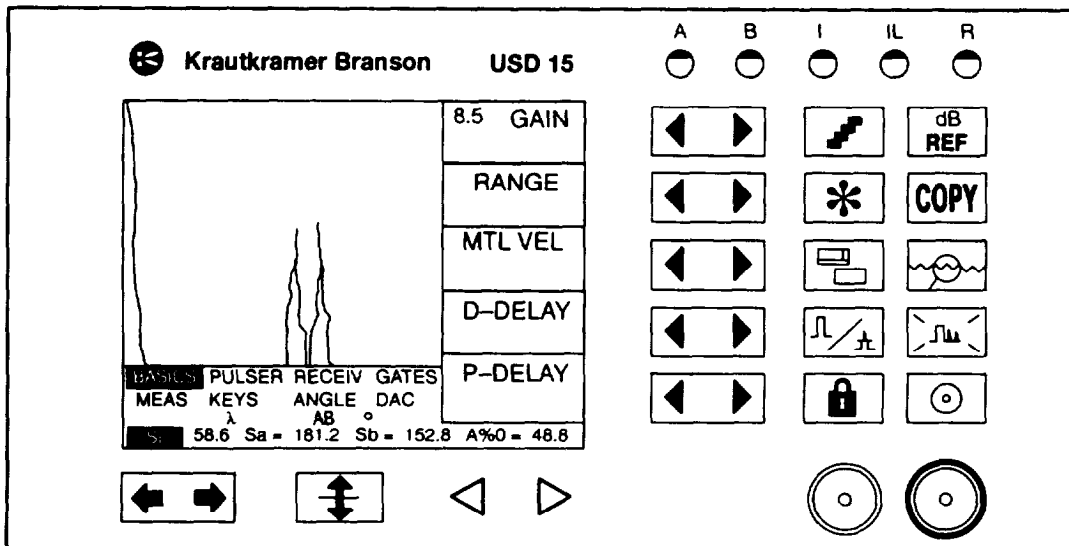 A B I IL R
Krautkramer Branson USD 15
8.5 GAIN
dB
REF
RANGE
COPY
MTL VEL
D–DELAY
P–DELAY
BASICS PULSER RECEIV GATES
MEAS KEYS ANGLE DAC
λ AB °
58.6 Sa = 181.2 Sb = 152.8 A%0 = 48.8